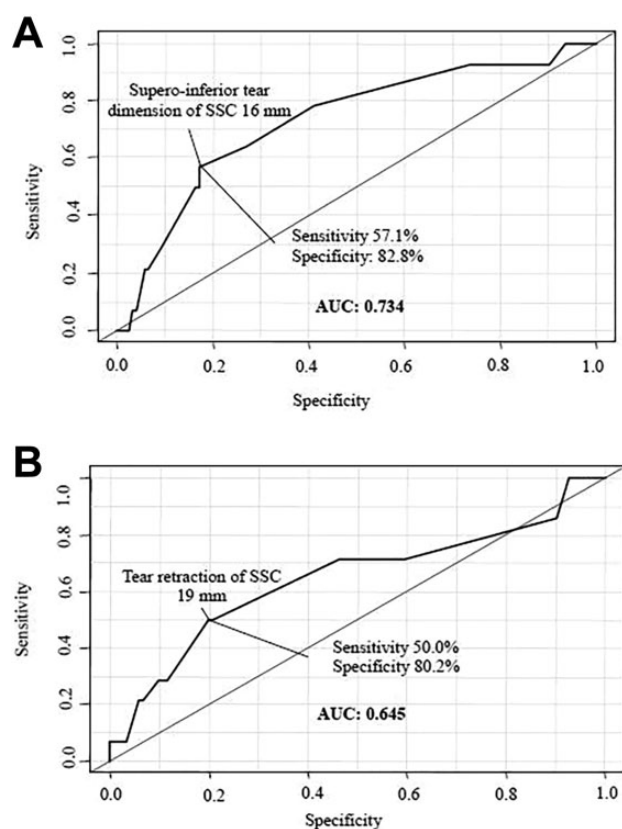 A
1.0
0.8
0.6
0.4
0.2
0.0
Sensitivity
Supero-inferior tear
dimension of SSC 16 mm
Sensitivity 57.1%
Specificity: 82.8%
AUC: 0.734
0.0 0.2 0.4 0.6 0.8 1.0
Specificity
B
1.0
0.8
0.6
0.4
0.2
0.0
Sensitivity
Tear retraction of SSC
19 mm
Sensitivity 50.0%
Specificity 80.2%
AUC: 0.645
0.0 0.2 0.4 0.6 0.8 1.0
Specificity